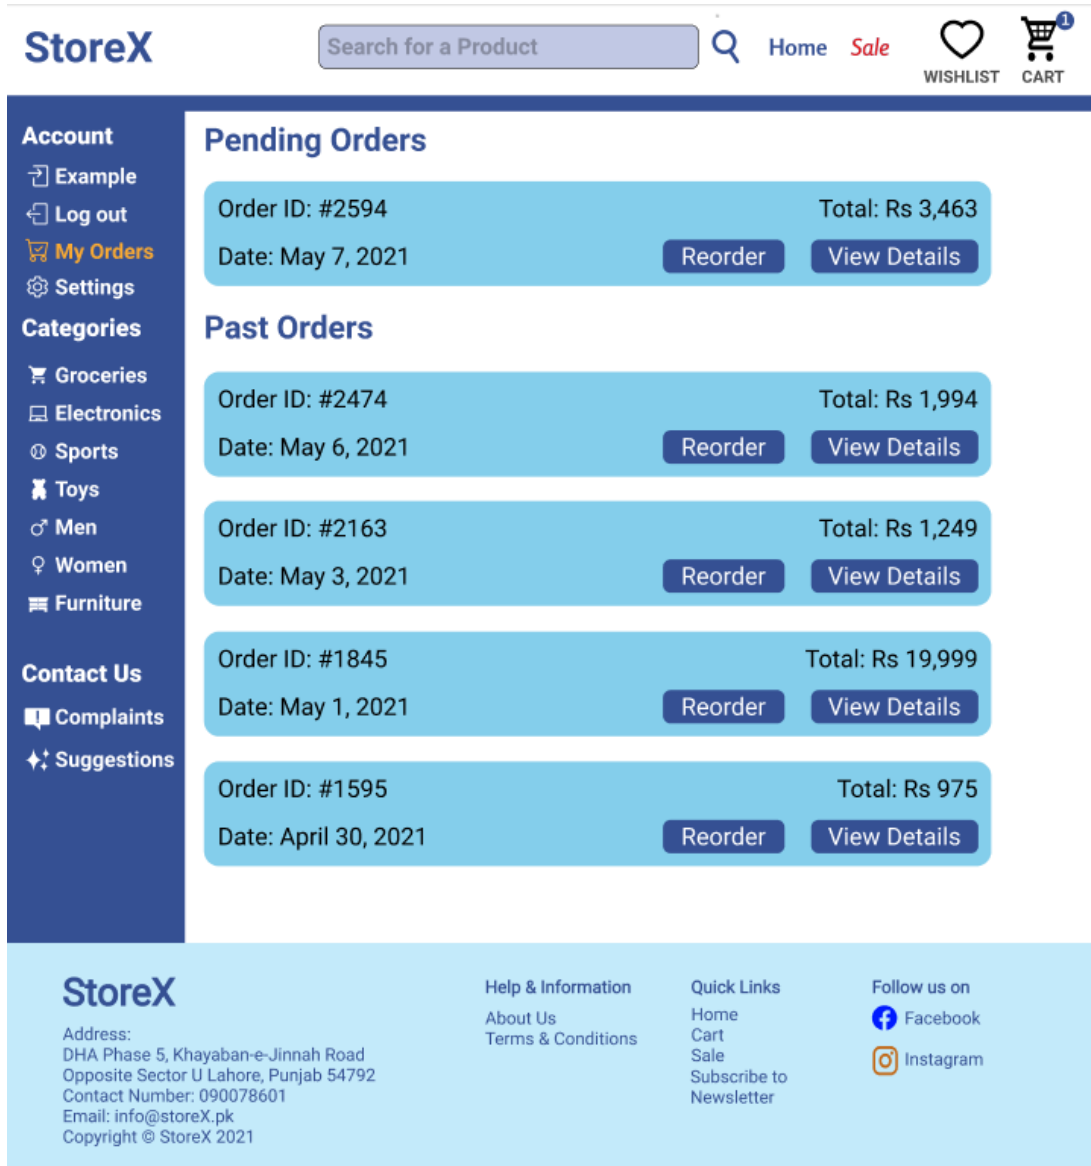 StoreX
Search for a Product
Home
Sale
WISHLIST
1
CART
Account
Example
Log out
My Orders
Settings
Categories
Groceries
Electronics
Sports
Toys
Men
Women
Furniture
Contact Us
Complaints
Suggestions
Pending Orders
Order ID: #2594
Total: Rs 3,463
Date: May 7, 2021
Reorder
View Details
Past Orders
Order ID: #2474
Total: Rs 1,994
Date: May 6, 2021
Reorder
View Details
Order ID: #2163
Total: Rs 1,249
Date: May 3, 2021
Reorder
View Details
Order ID: #1845
Total: Rs 19,999
Date: May 1, 2021
Reorder
View Details
Order ID: #1595
Total: Rs 975
Date: April 30, 2021
Reorder
View Details
StoreX
Address:
DHA Phase 5, Khayaban-e-Jinnah Road
Opposite Sector U Lahore, Punjab 54792
Contact Number: 090078601
Email: info@storeX.pk
Copyright © StoreX 2021
Help & Information
About Us
Terms & Conditions
Quick Links
Home
Cart
Sale
Subscribe to
Newsletter
Follow us on
Facebook
Instagram